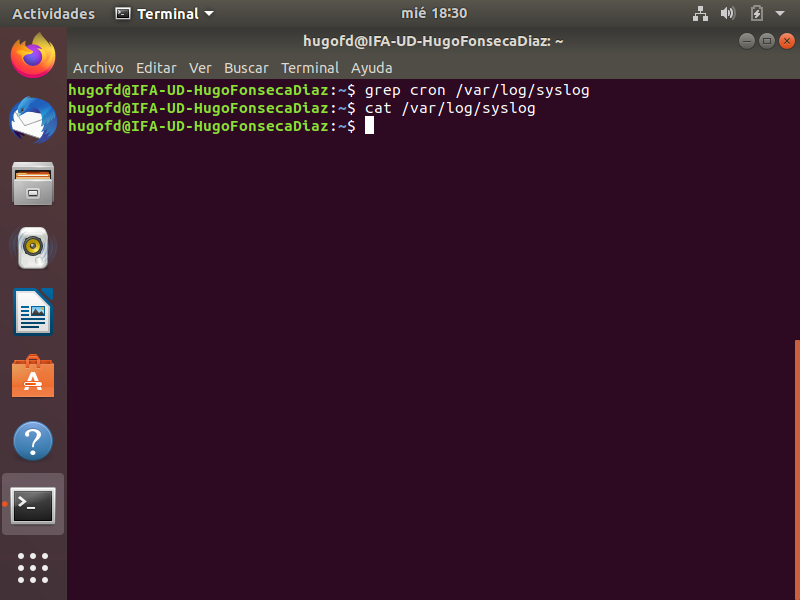 Actividades Terminal mié 18:30
hugofd@IFA-UD-HugoFonsecaDiaz: ~
Archivo Editar Ver Buscar Terminal Ayuda
hugofd@IFA-UD-HugoFonsecaDiaz:~$ grep cron /var/log/syslog
hugofd@IFA-UD-HugoFonsecaDiaz:~$ cat /var/log/syslog
hugofd@IFA-UD-HugoFonsecaDiaz:~$